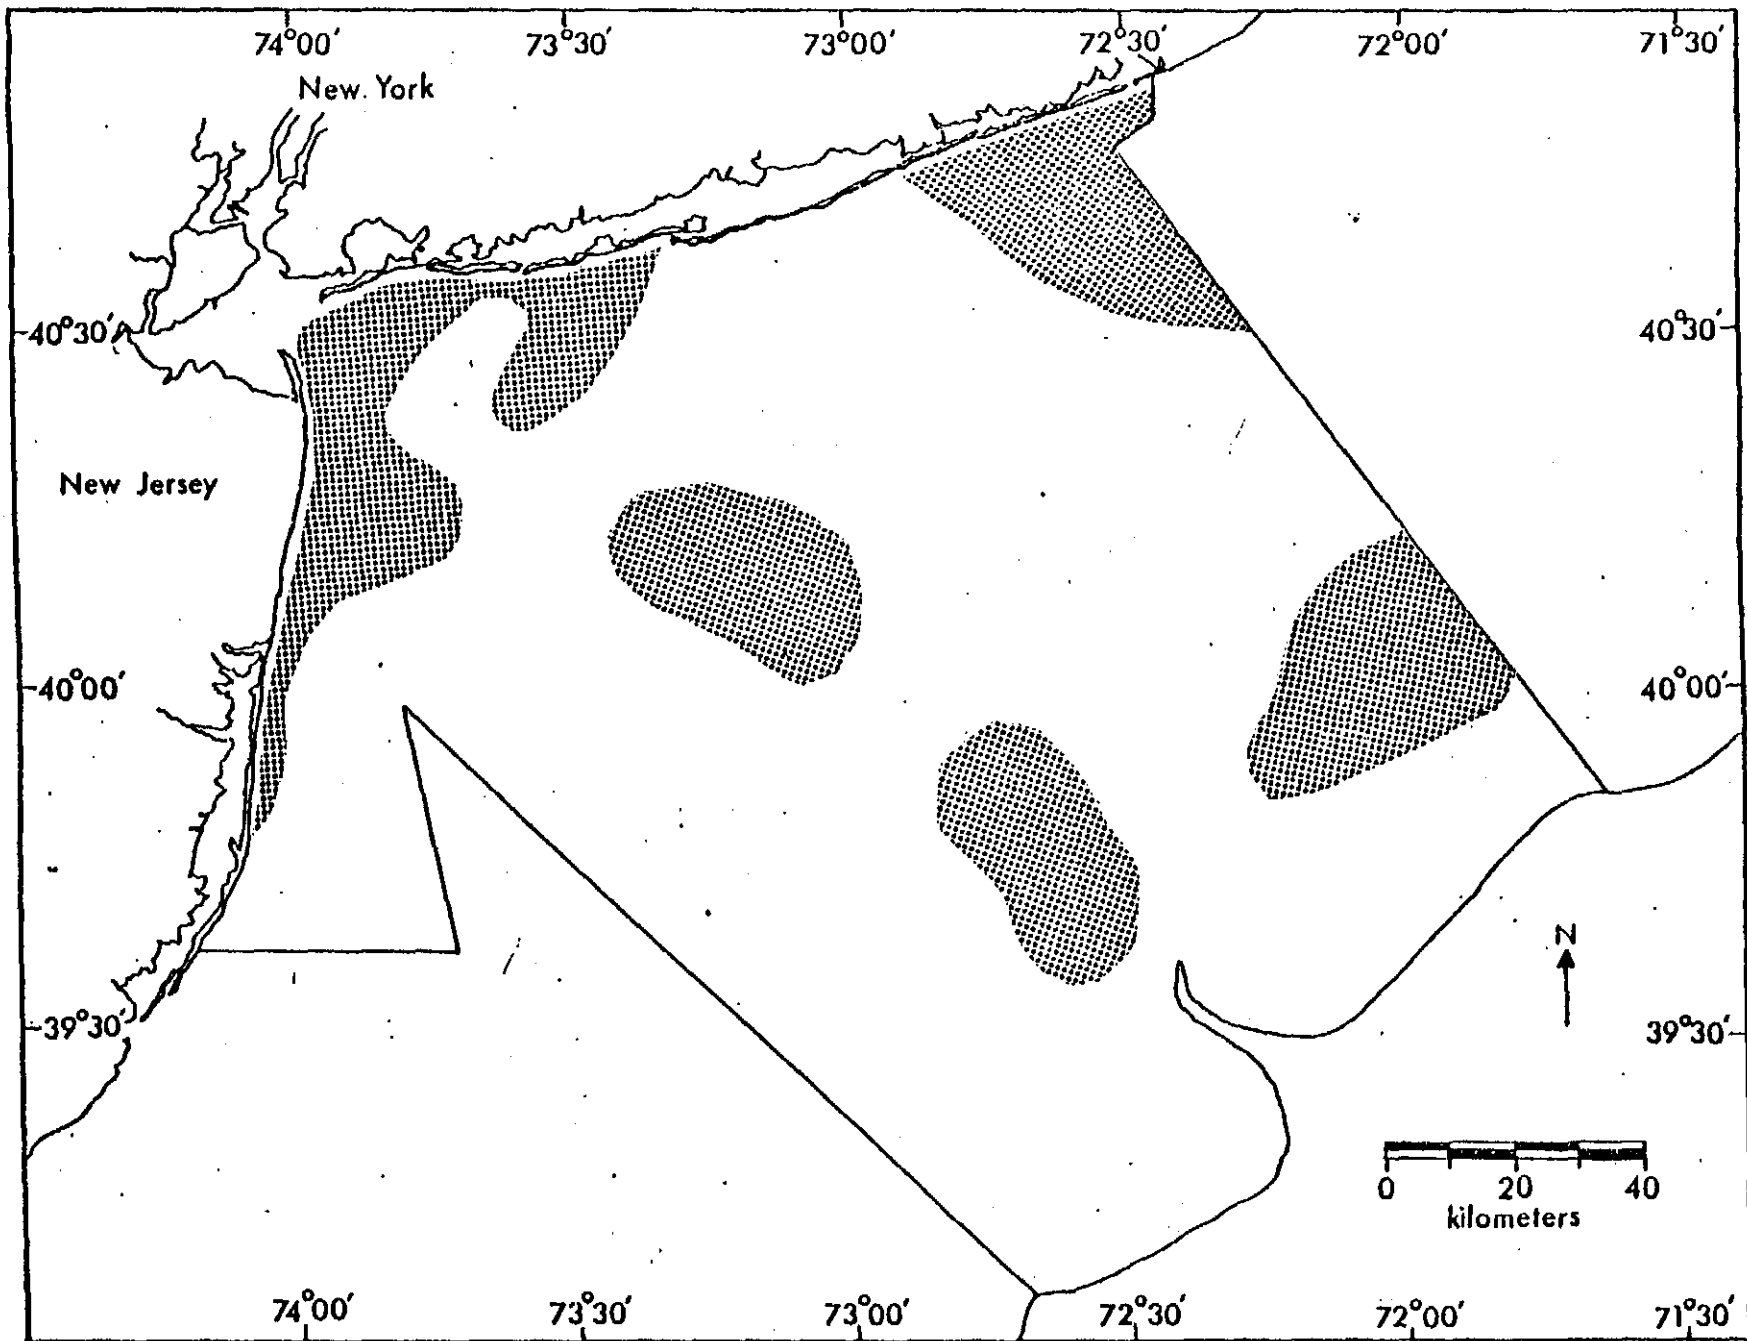 74°00′ 73°30′ 73°00′ 72°30′ 72°00′ 71°30′
New York
40°30′ 40°30′
New Jersey
40°00′ 40°00′
N
39°30′ 39°30′
0 20 40
kilometers
74°00′ 73°30′ 73°00′ 72°30′ 72°00′ 71°30′